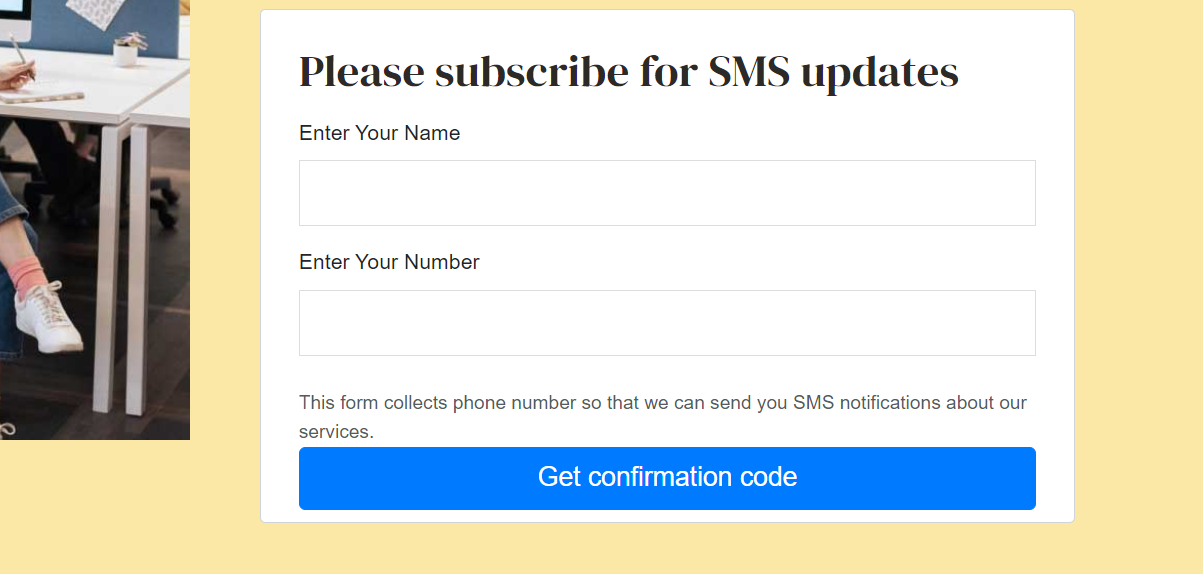 Please subscribe for SMS updates
Enter Your Name
Enter Your Number
This form collects phone number so that we can send you SMS notifications about our
services.
Get confirmation code